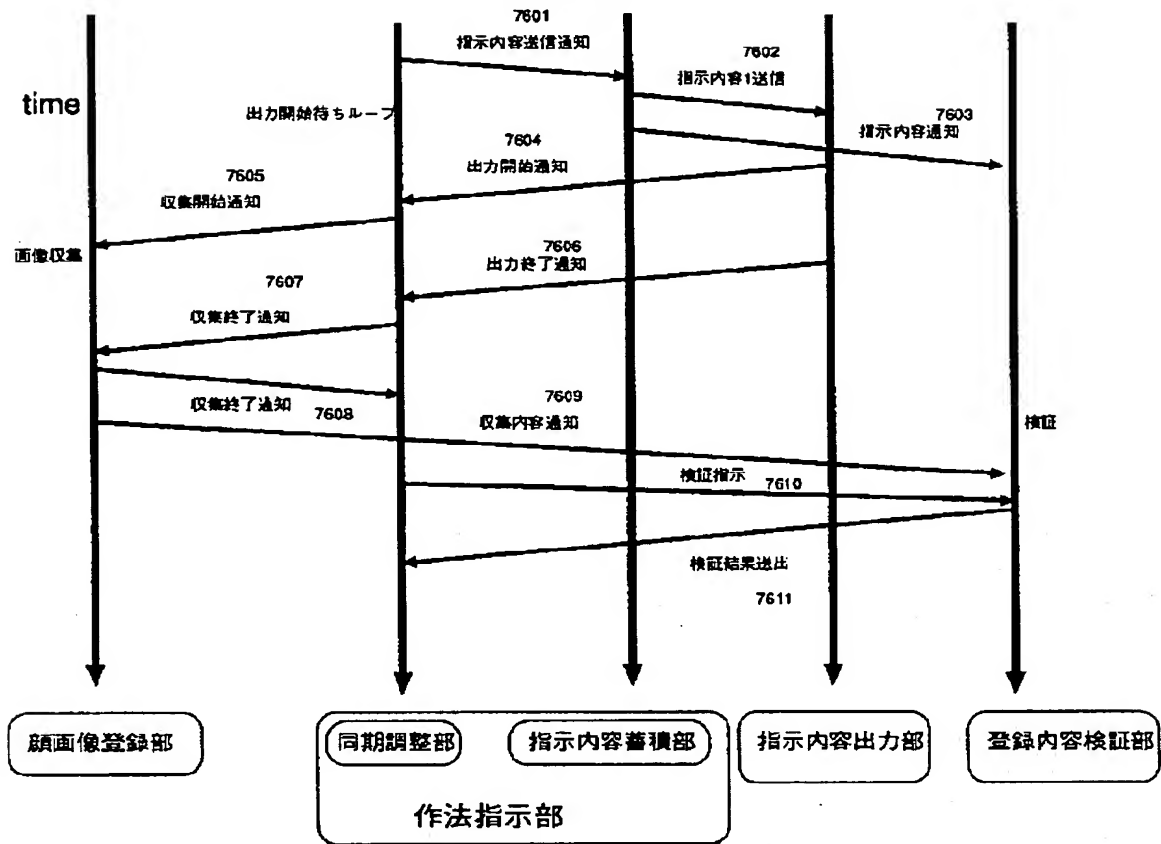 7601
指示内容送信通知
7602
指示内容1送信
time
出力開始待ちループ
7603
指示内容通知
7604
出力開始通知
7605
収集開始通知
画像収集
7606
出力終了通知
7607
収集終了通知
収集終了通知
7608
7609
収集内容通知
検証
検証指示
7610
検証結果送出
7611
顔画像登録部
同期調整部
指示内容蓄積部
指示内容出力部
登録内容検証部
作法指示部